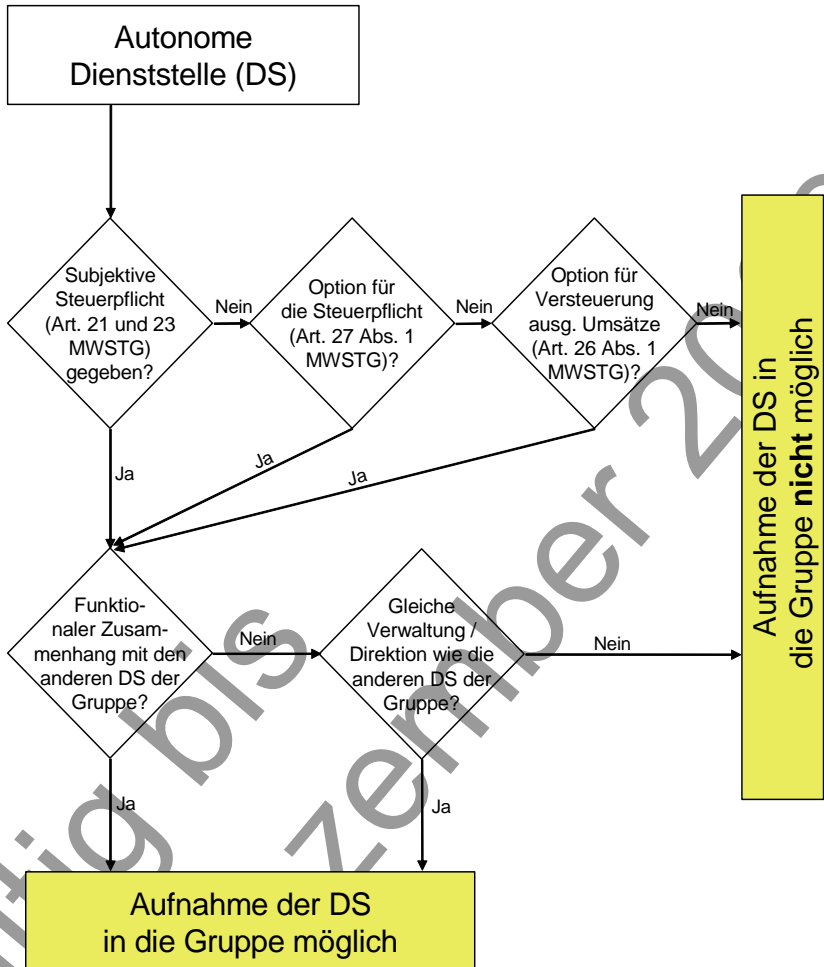 Autonome
Dienststelle (DS)
Subjektive
Steuerpflicht
(Art. 21 und 23
MWSTG)
gegeben?
Nein
Option für
die Steuerpflicht
(Art. 27 Abs. 1
MWSTG)?
Nein
Option für
Versteuerung
ausg. Umsätze
(Art. 26 Abs. 1
MWSTG)?
Nein
Ja
Ja
Ja
Aufnahme der DS in
die Gruppe nicht möglich
Funktio-
naler Zusam-
menhang mit den
anderen DS der
Gruppe?
Nein
Gleiche
Verwaltung /
Direktion wie die
anderen DS der
Gruppe?
Nein
Ja
Ja
Aufnahme der DS
in die Gruppe möglich
bis